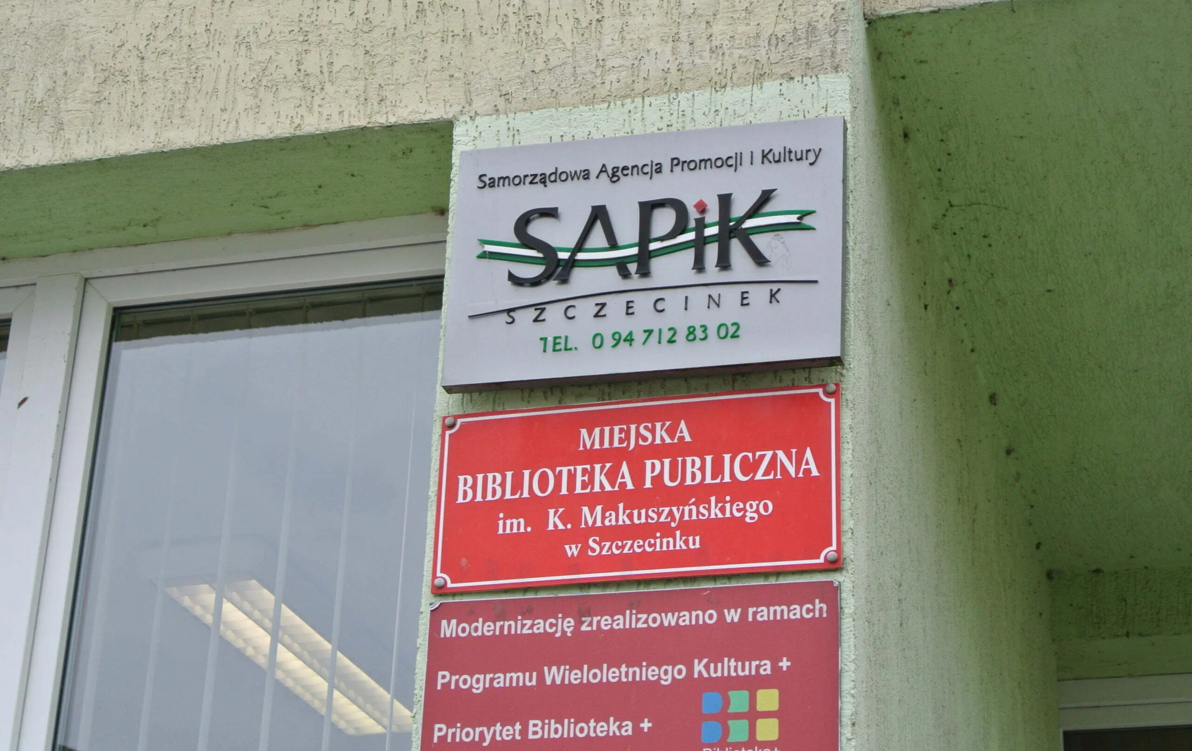 Samorządowa Agencja Promocji i Kultury
SAPiK
SZCZECINEK
TEL. 0 94 712 83 02
MIEJSKA
BIBLIOTEKA PUBLICZNA
im. K. Makuszyńskiego
w Szczecinku
Modernizację zrealizowano w ramach
Programu Wieloletniego Kultura +
Priorytet Biblioteka +
Biblioteka+